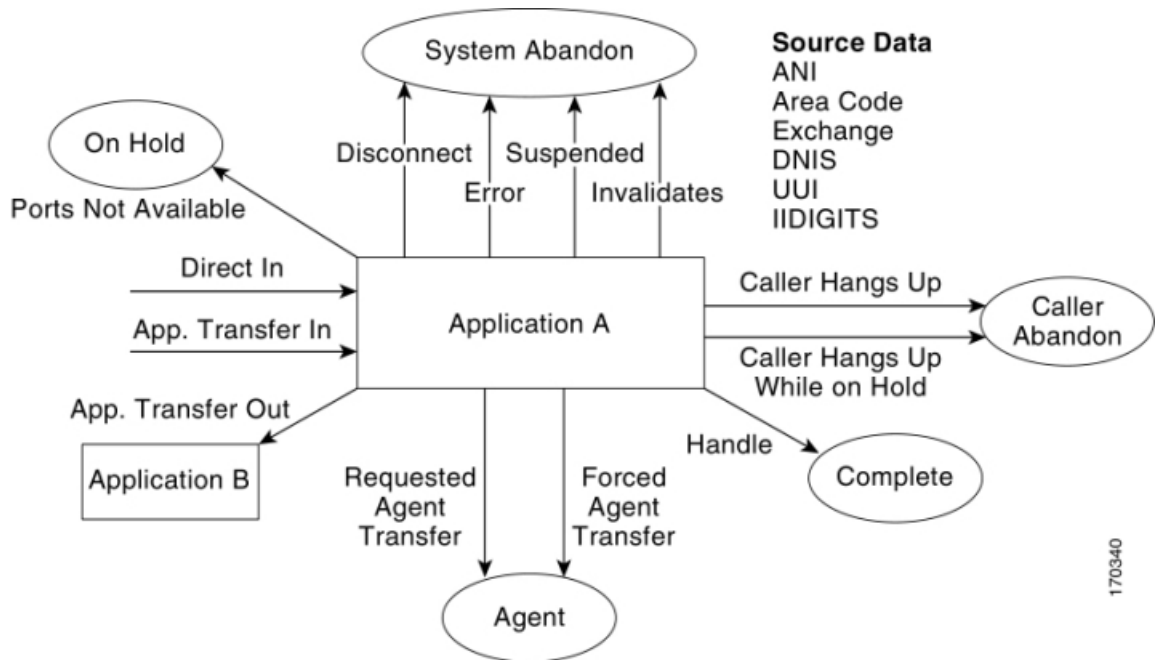 System Abandon
Source Data
ANI
Area Code
Exchange
DNIS
UUI
IIDIGITS
On Hold
Disconnect
Suspended
Error
Invalidates
Ports Not Available
Direct In
App. Transfer In
Application A
Caller Hangs Up
Caller
Abandon
Caller Hangs Up
While on Hold
App. Transfer Out
Application B
Requested
Agent
Transfer
Forced
Agent
Transfer
Handle
Complete
Agent
170340